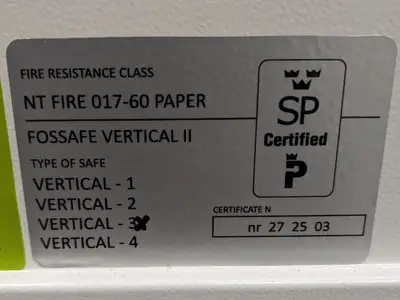 FIRE RESISTANCE CLASS
NT FIRE 017-60 PAPER
FOSSAFE VERTICAL II
TYPE OF SAFE
VERTICAL - 1
VERTICAL - 2
VERTICAL - 3
VERTICAL - 4
SP
Certified
P
CERTIFICATE N
nr 27 25 03